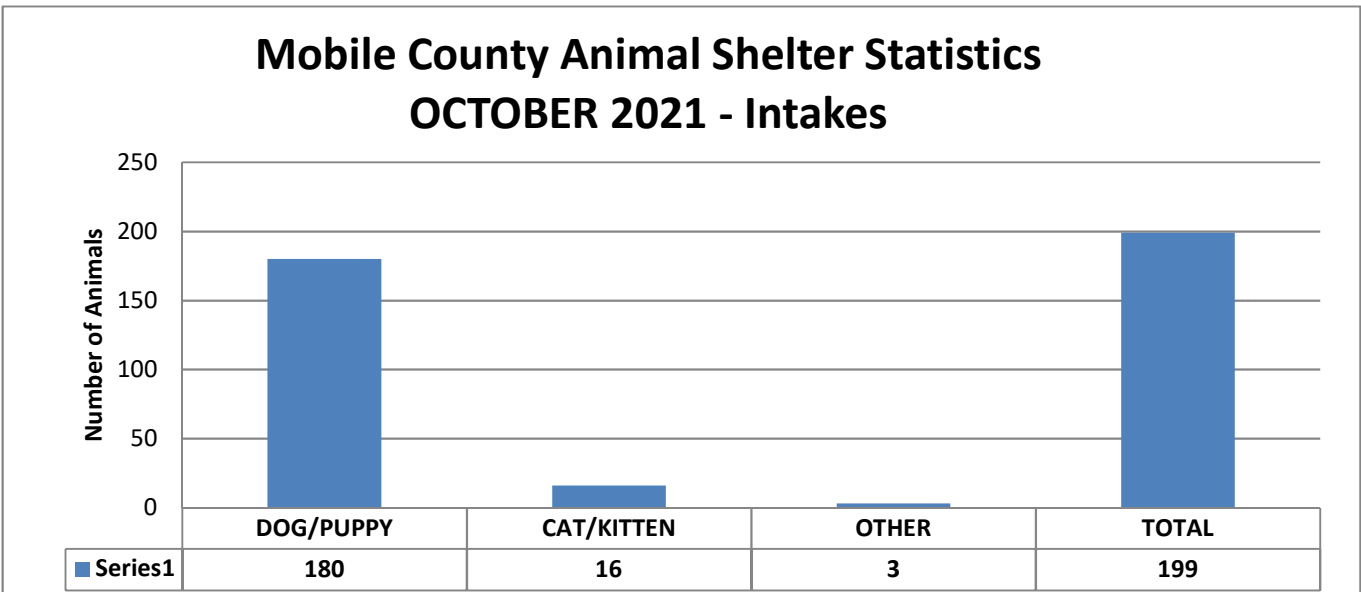 Mobile County Animal Shelter Statistics
OCTOBER 2021 - Intakes
Number of Animals
250
200
150
100
50
0
DOG/PUPPY CAT/KITTEN OTHER TOTAL
Series1 180 16 3 199